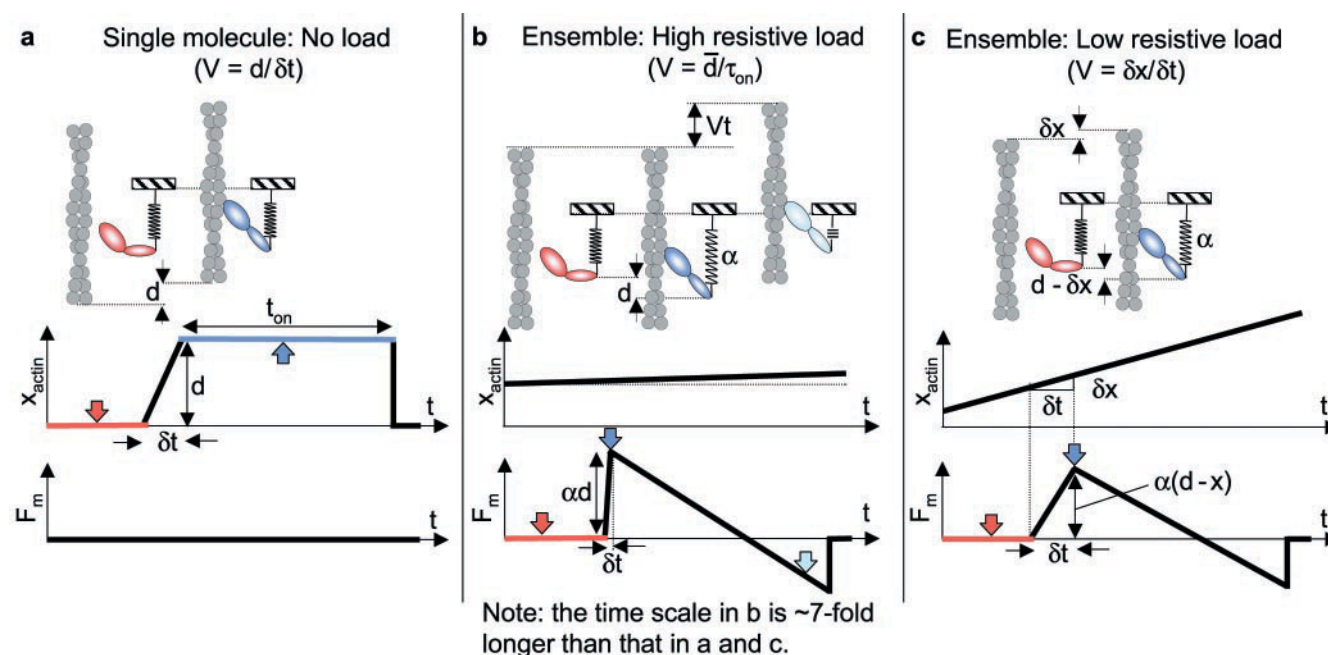 a Single molecule: No load
(V = d/δt)
d
t_on
x_actin
d
t
δt
F_m
t
b Ensemble: High resistive load
(V = d̅/τ_on)
Vt
α
d
x_actin
t
αd
F_m
t
δt
Note: the time scale in b is ~7-fold
longer than that in a and c.
c Ensemble: Low resistive load
(V = δx/δt)
δx
α
d - δx
x_actin
δx
δt
t
α(d - x)
F_m
t
δt